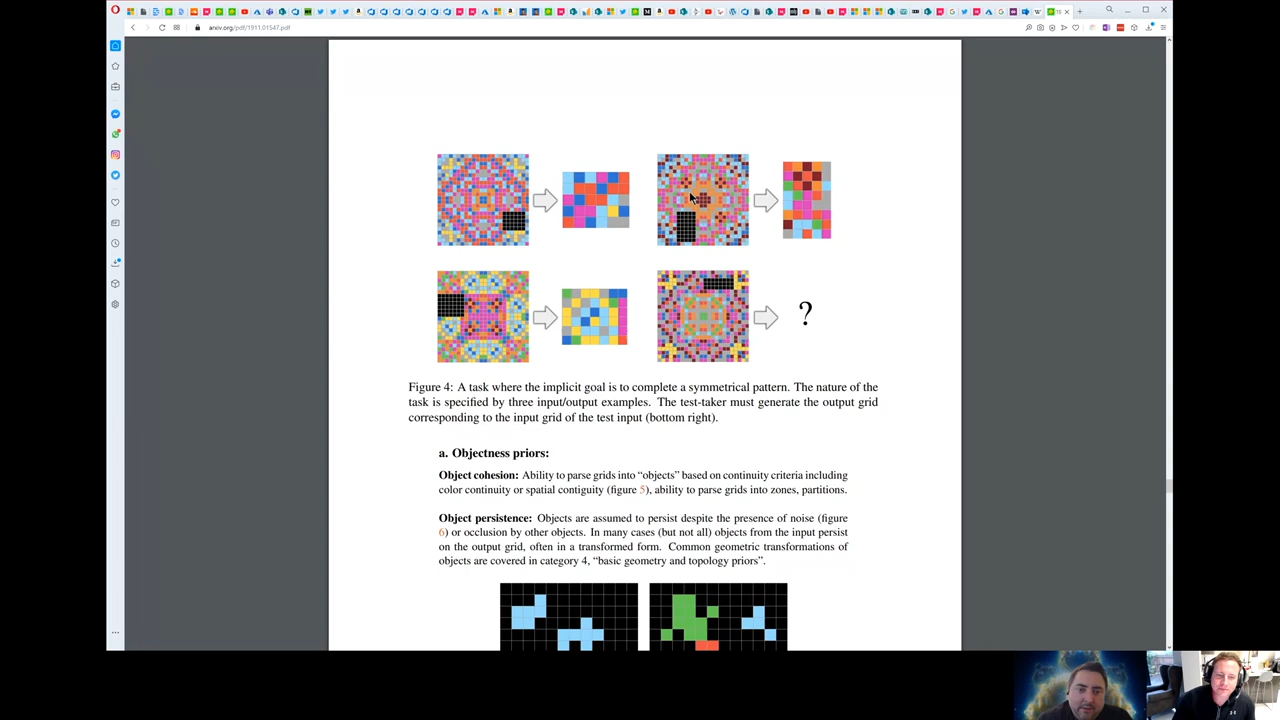 arxiv.org/pdf/1911.01547.pdf
?
Figure 4: A task where the implicit goal is to complete a symmetrical pattern. The nature of the
task is specified by three input/output examples. The test-taker must generate the output grid
corresponding to the input grid of the test input (bottom right).
a. Objectness priors:
Object cohesion: Ability to parse grids into “objects” based on continuity criteria including
color continuity or spatial contiguity (figure 5), ability to parse grids into zones, partitions.
Object persistence: Objects are assumed to persist despite the presence of noise (figure
6) or occlusion by other objects. In many cases (but not all) objects from the input persist
on the output grid, often in a transformed form. Common geometric transformations of
objects are covered in category 4, “basic geometry and topology priors”.